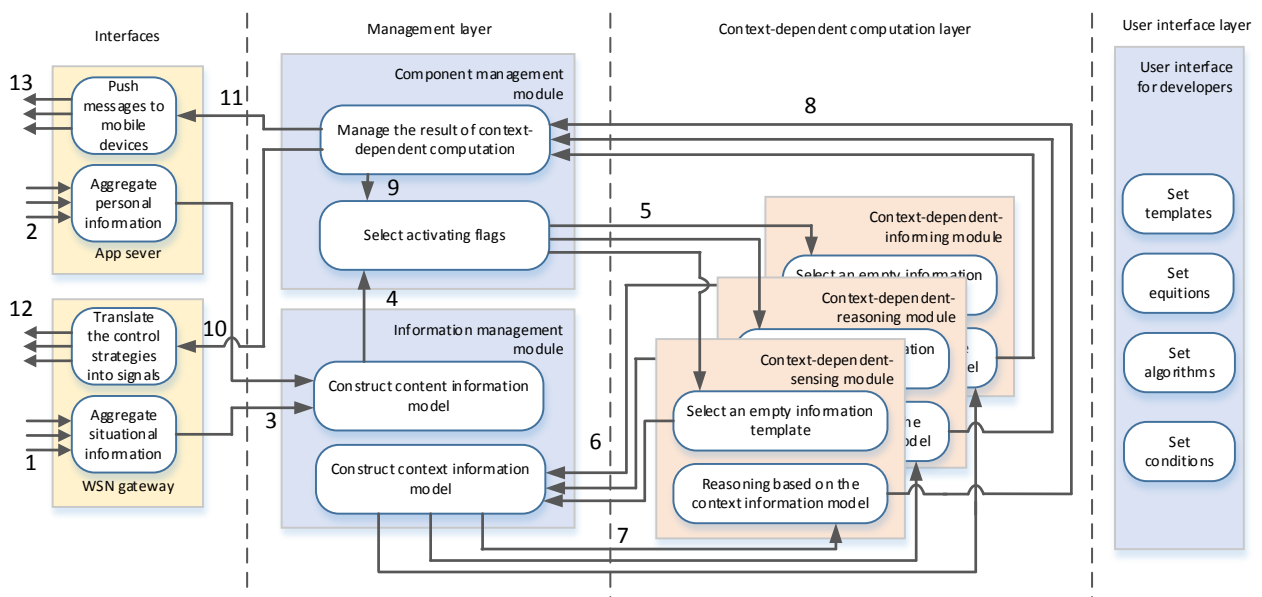 Interfaces
Management layer
Context-dependent computation layer
User interface layer
13
Push
messages to
mobile
devices
2
Aggregate
personal
information
App sever
12
Translate
the control
strategies
into signals
1
Aggregate
situational
information
WSN gateway
11
10
3
Component management
module
Manage the result of context-
dependent computation
9
Select activating flags
4
Information management
module
Construct content information
model
Construct context information
model
5
6
7
8
Context-dependent-
informing module
Select an empty information
Context-dependent-
reasoning module
Context-dependent-
sensing module
Select an empty information
template
Reasoning based on the
context information model
User interface
for developers
Set
templates
Set
equitions
Set
algorithms
Set
conditions